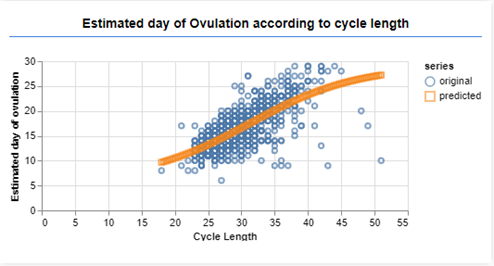 Estimated day of Ovulation according to cycle length
series
original
predicted
Estimated day of ovulation
30
25
20
15
10
5
0
0 5 10 15 20 25 30 35 40 45 50 55
Cycle Length